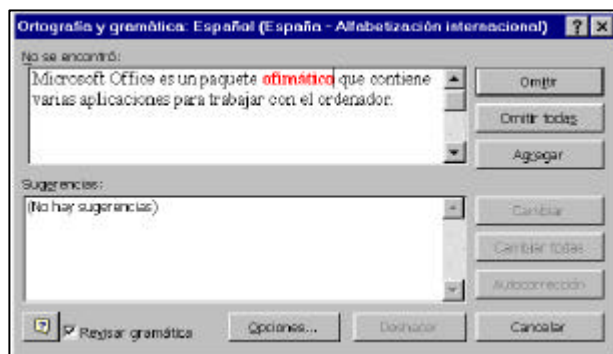 Ortografía y gramática: Español (España - Alfabetización internacional)
No se encontró:
Microsoft Office es un paquete ofimático que contiene
varias aplicaciones para trabajar con el ordenador.
Omitir
Omitir todas
Agregar
Sugerencias:
(No hay sugerencias)
Cambiar
Cambiar todas
Autocorrección
Revisar gramática
Opciones...
Deshacer
Cancelar